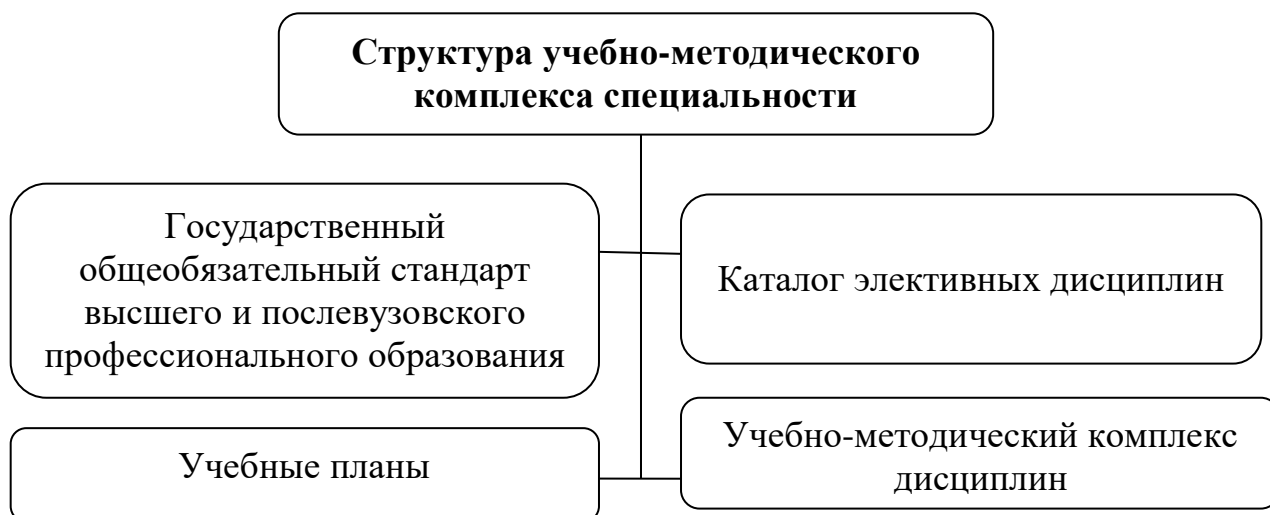 Структура учебно-методического
комплекса специальности
Государственный
общеобязательный стандарт
высшего и послевузовского
профессионального образования
Каталог элективных дисциплин
Учебные планы
Учебно-методический комплекс
дисциплин